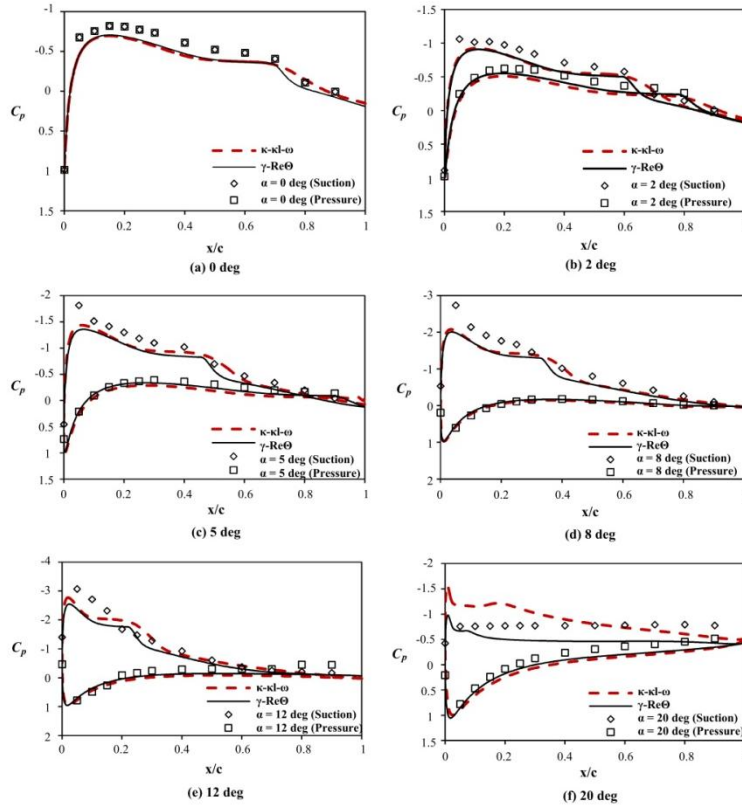 -1.5
-1
-0.5
0
0.5
1
1.5
Cp
κ-κl-ω
γ-ReΘ
α = 0 deg (Suction)
α = 0 deg (Pressure)
0 0.2 0.4 0.6 0.8 1
x/c
(a) 0 deg
-1.5
-1
-0.5
0
0.5
1
1.5
Cp
κ-κl-ω
γ-ReΘ
α = 2 deg (Suction)
α = 2 deg (Pressure)
0 0.2 0.4 0.6 0.8 1
x/c
(b) 2 deg
-2
-1.5
-1
-0.5
0
0.5
1
1.5
Cp
κ-κl-ω
γ-ReΘ
α = 5 deg (Suction)
α = 5 deg (Pressure)
0 0.2 0.4 0.6 0.8 1
x/c
(c) 5 deg
-3
-2
-1
0
1
2
Cp
κ-κl-ω
γ-ReΘ
α = 8 deg (Suction)
α = 8 deg (Pressure)
0 0.2 0.4 0.6 0.8 1
x/c
(d) 8 deg
-4
-3
-2
-1
0
1
2
Cp
κ-κl-ω
γ-ReΘ
α = 12 deg (Suction)
α = 12 deg (Pressure)
0 0.2 0.4 0.6 0.8 1
x/c
(e) 12 deg
-2
-1.5
-1
-0.5
0
0.5
1
1.5
Cp
κ-κl-ω
γ-ReΘ
α = 20 deg (Suction)
α = 20 deg (Pressure)
0 0.2 0.4 0.6 0.8 1
x/c
(f) 20 deg